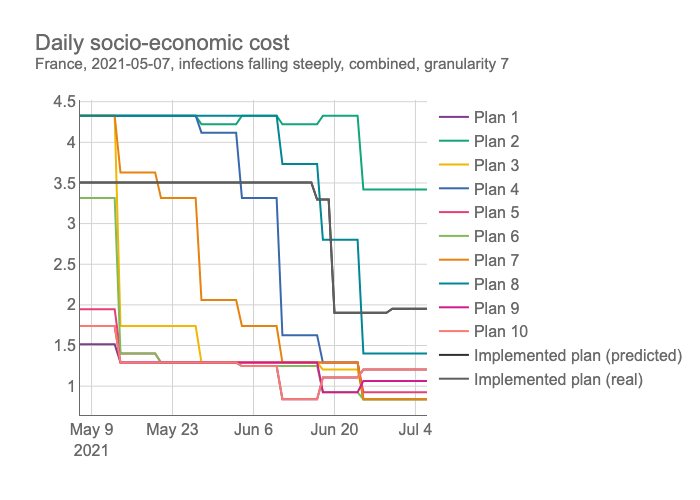 Daily socio-economic cost
France, 2021-05-07, infections falling steeply, combined, granularity 7
4.5
4
3.5
3
2.5
2
1.5
1
May 9
2021
May 23
Jun 6
Jun 20
Jul 4
Plan 1
Plan 2
Plan 3
Plan 4
Plan 5
Plan 6
Plan 7
Plan 8
Plan 9
Plan 10
Implemented plan (predicted)
Implemented plan (real)